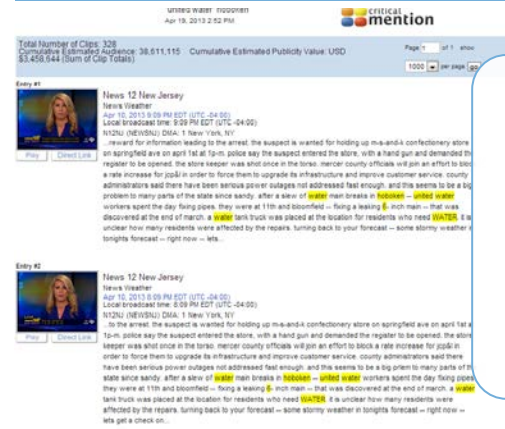 united water hoboken
Apr 19, 2013 2:52 PM
critical
mention
Total Number of Clips: 328
Cumulative Estimated Audience: 38,611,115 Cumulative Estimated Publicity Value: USD
$3,458,644 (Sum of Clip Totals)
Page 1 of 1 show
1000 per page go
Entry #1
News 12 New Jersey
News Weather
Apr 10, 2013 9:09 PM EDT (UTC -04:00)
Local broadcast time: 9:09 PM EDT (UTC -04:00)
N12NJ (NEWSNJ) DMA: 1 New York, NY
Play Direct Link
...reward for information leading to the arrest. the suspect is wanted for holding up m-s-and-k confectionery store
on springfield ave on april 1st at 1p-m. police say the suspect entered the store, with a hand gun and demanded the
register to be opened. the store keeper was shot once in the torso. mercer county officials will join an effort to bloc
a rate increase for jcpål in order to force them to upgrade its infrastructure and improve customer service. county
administrators said there have been serious power outages not addressed fast enough. and this seems to be a big
problem to many parts of the state since sandy. after a slew of water main breaks in hoboken -- united water
workers spent the day fixing pipes. they were at 11th and bloomfield -- fixing a leaking 6- inch main -- that was
discovered at the end of march. a water tank truck was placed at the location for residents who need WATER. it is
unclear how many residents were affected by the repairs. turning back to your forecast -- some stormy weather i
tonights forecast -- right now -- lets...
Entry #2
News 12 New Jersey
News Weather
Apr 10, 2013 8:09 PM EDT (UTC -04:00)
Local broadcast time: 8:09 PM EDT (UTC -04:00)
N12NJ (NEWSNJ) DMA: 1 New York, NY
Play Direct Link
...to the arrest. the suspect is wanted for holding up m-s-and-k confectionery store on springfield ave on april 1st a
1p-m. police say the suspect entered the store, with a hand gun and demanded the register to be opened. the store
keeper was shot once in the torso. mercer county officials will join an effort to block a rate increase for jcpål in
order to force them to upgrade its infrastructure and improve customer service. county administrators said there
have been serious power outages not addressed fast enough. and this seems to be a big prlem to many parts of the
state since sandy. after a slew of water main breaks in hoboken -- united water workers spent the day fixing pipes
they were at 11th and bloomfield -- fixing a leaking 6- inch main -- that was discovered at the end of march. a water
tank truck was placed at the location for residents who need WATER. it is unclear how many residents were
affected by the repairs. turning back to your forecast -- some stormy weather in tonights forecast -- right now --
lets get a check on...